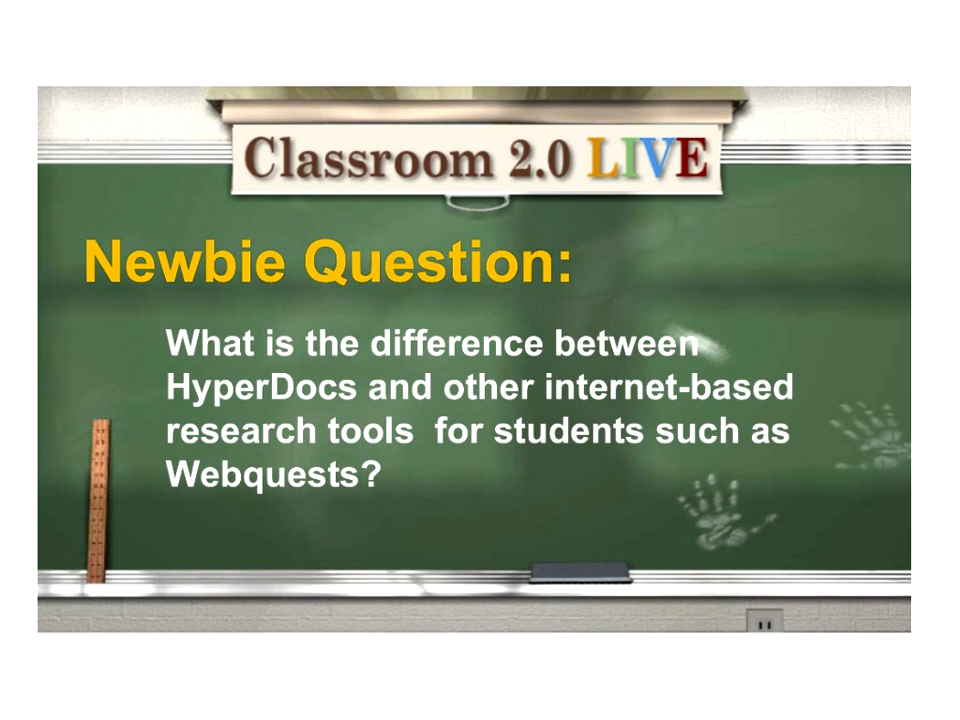 Classroom 2.0 LIVE
Newbie Question:
What is the difference between
HyperDocs and other internet-based
research tools  for students such as
Webquests?